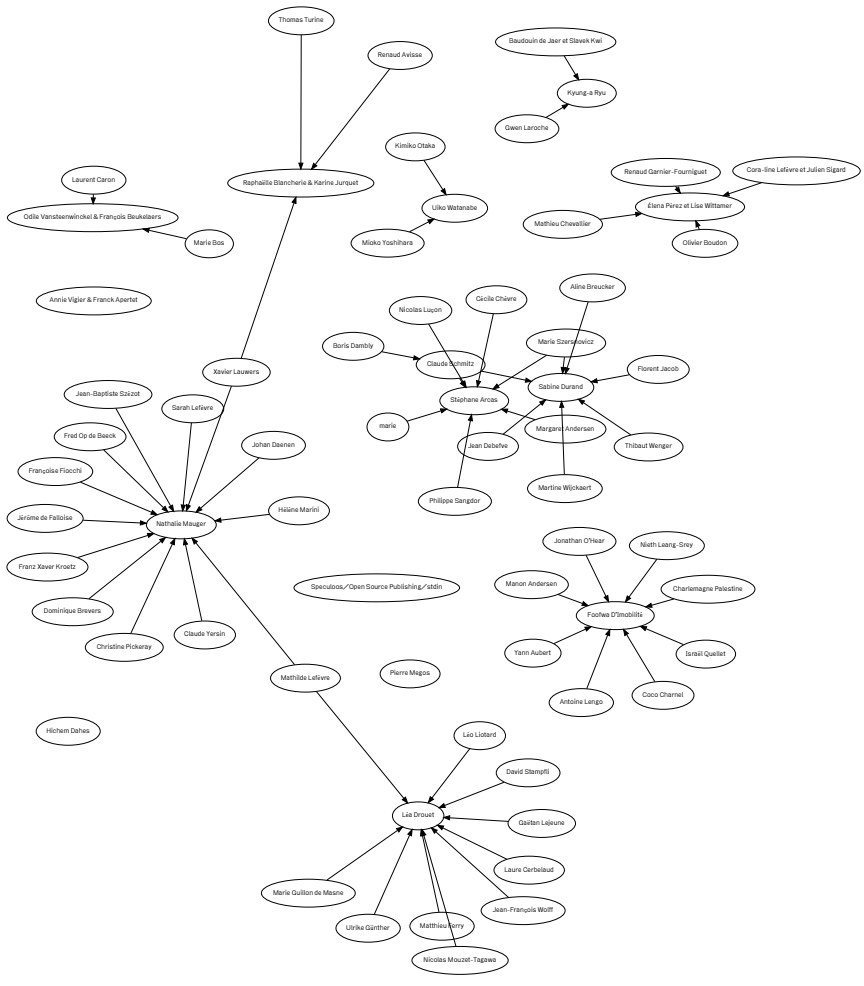 Thomas Turine
Renaud Avisse
Baudouin de Jaer et Slavek Kwi
Kyung-a Ryu
Gwen Laroche
Kimiko Otaka
Laurent Caron
Raphaëlle Blancherie & Karine Jurquet
Renaud Garnier-Fourniguet
Cora-line Lefèvre et Julien Sigard
Odile Vansteenwinckel & François Beukelaers
Uiko Watanabe
Élena Pérez et Lise Wittamer
Mathieu Chevallier
Marie Bos
Mioko Yoshihara
Olivier Boudon
Annie Vigier & Franck Apertet
Aline Breucker
Cécile Chèvre
Nicolas Luçon
Marie Szersnovicz
Boris Dambly
Claude Schmitz
Xavier Lauwers
Florent Jacob
Sabine Durand
Jean-Baptiste Szézot
Stéphane Arcas
Sarah Lefèvre
marie
Margaret Andersen
Fred Op de Beeck
Johan Daenen
Jean Debefve
Thibaut Wenger
Françoise Fiocchi
Martine Wijckaert
Philippe Sangdor
Hélène Marini
Jérôme de Falloise
Nathalie Mauger
Jonathan O'Hear
Nieth Leang-Srey
Franz Xaver Kroetz
Speculoos/Open Source Publishing/stdin
Manon Andersen
Charlemagne Palestine
Dominique Brevers
Foofwa D'Imobilité
Claude Yersin
Christine Pickeray
Yann Aubert
Israël Quellet
Mathilde Lefèvre
Pierre Megos
Coco Charnel
Antoine Lengo
Hichem Dahes
Léo Liotard
David Stampfli
Léa Drouet
Gaëtan Lejeune
Laure Cerbelaud
Marie Quillon de Masne
Jean-François Wolff
Ulrike Günther
Matthieu Ferry
Nicolas Mouzet-Tagawa